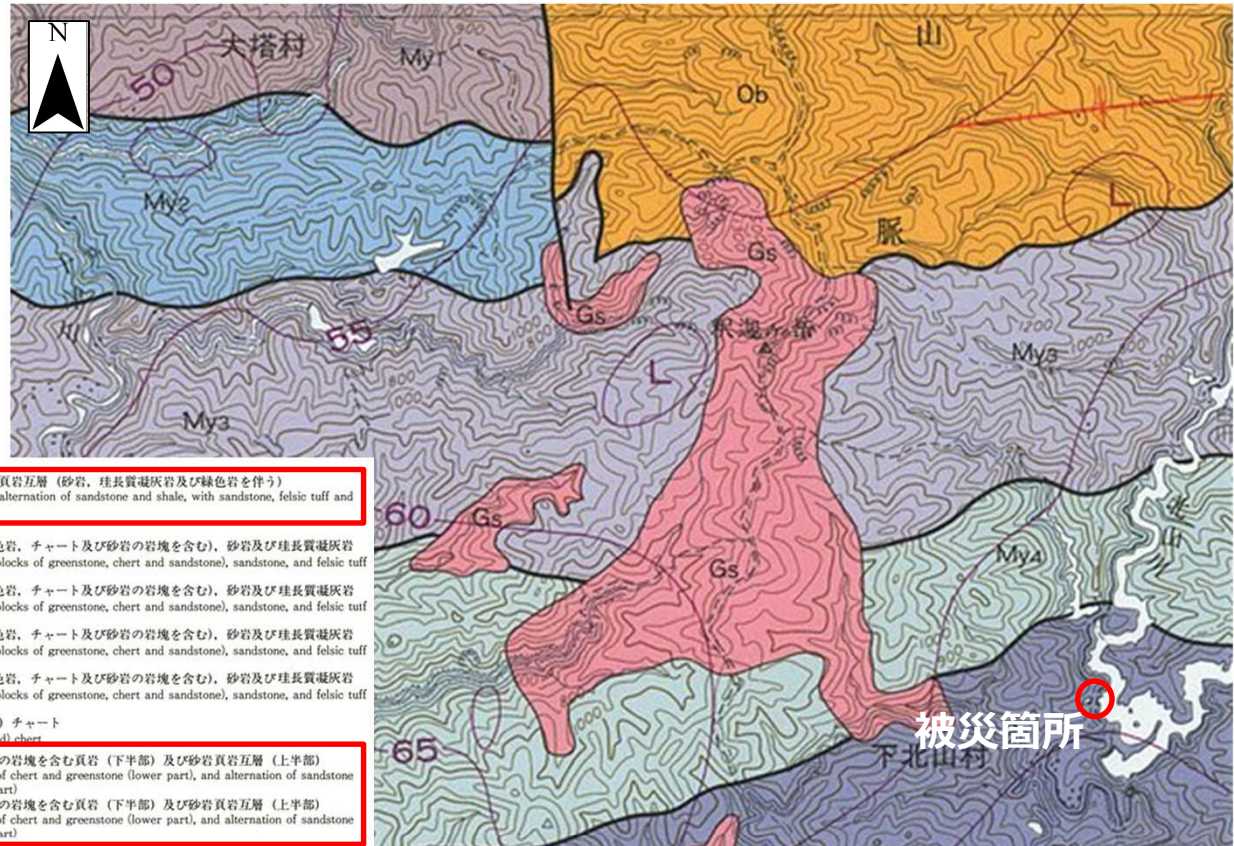 N
大塔村
My1
山
50
Ob
My2
L
脈
Gs
Gs
釈迦ヶ岳
55
1200
My3
L
800
1000
My3
頁岩互層(砂岩,珪長質凝灰岩及び緑色岩を伴う)
alternation of sandstone and shale, with sandstone, felsic tuff and
60
Gs
北山川
色岩,チャート及び砂岩の岩塊を含む),砂岩及び珪長質凝灰岩
blocks of greenstone, chert and sandstone), sandstone, and felsic tuff
My4
Gs
色岩,チャート及び砂岩の岩塊を含む),砂岩及び珪長質凝灰岩
blocks of greenstone, chert and sandstone), sandstone, and felsic tuff
色岩,チャート及び砂岩の岩塊を含む),砂岩及び珪長質凝灰岩
blocks of greenstone, chert and sandstone), sandstone, and felsic tuff
色岩,チャート及び砂岩の岩塊を含む),砂岩及び珪長質凝灰岩
blocks of greenstone, chert and sandstone), sandstone, and felsic tuff
) チャート
d) chert
被災箇所
下北山村
65
の岩塊を含む頁岩(下半部)及び砂岩頁岩互層(上半部)
of chert and greenstone (lower part), and alternation of sandstone
art)
の岩塊を含む頁岩(下半部)及び砂岩頁岩互層(上半部)
of chert and greenstone (lower part), and alternation of sandstone
art)